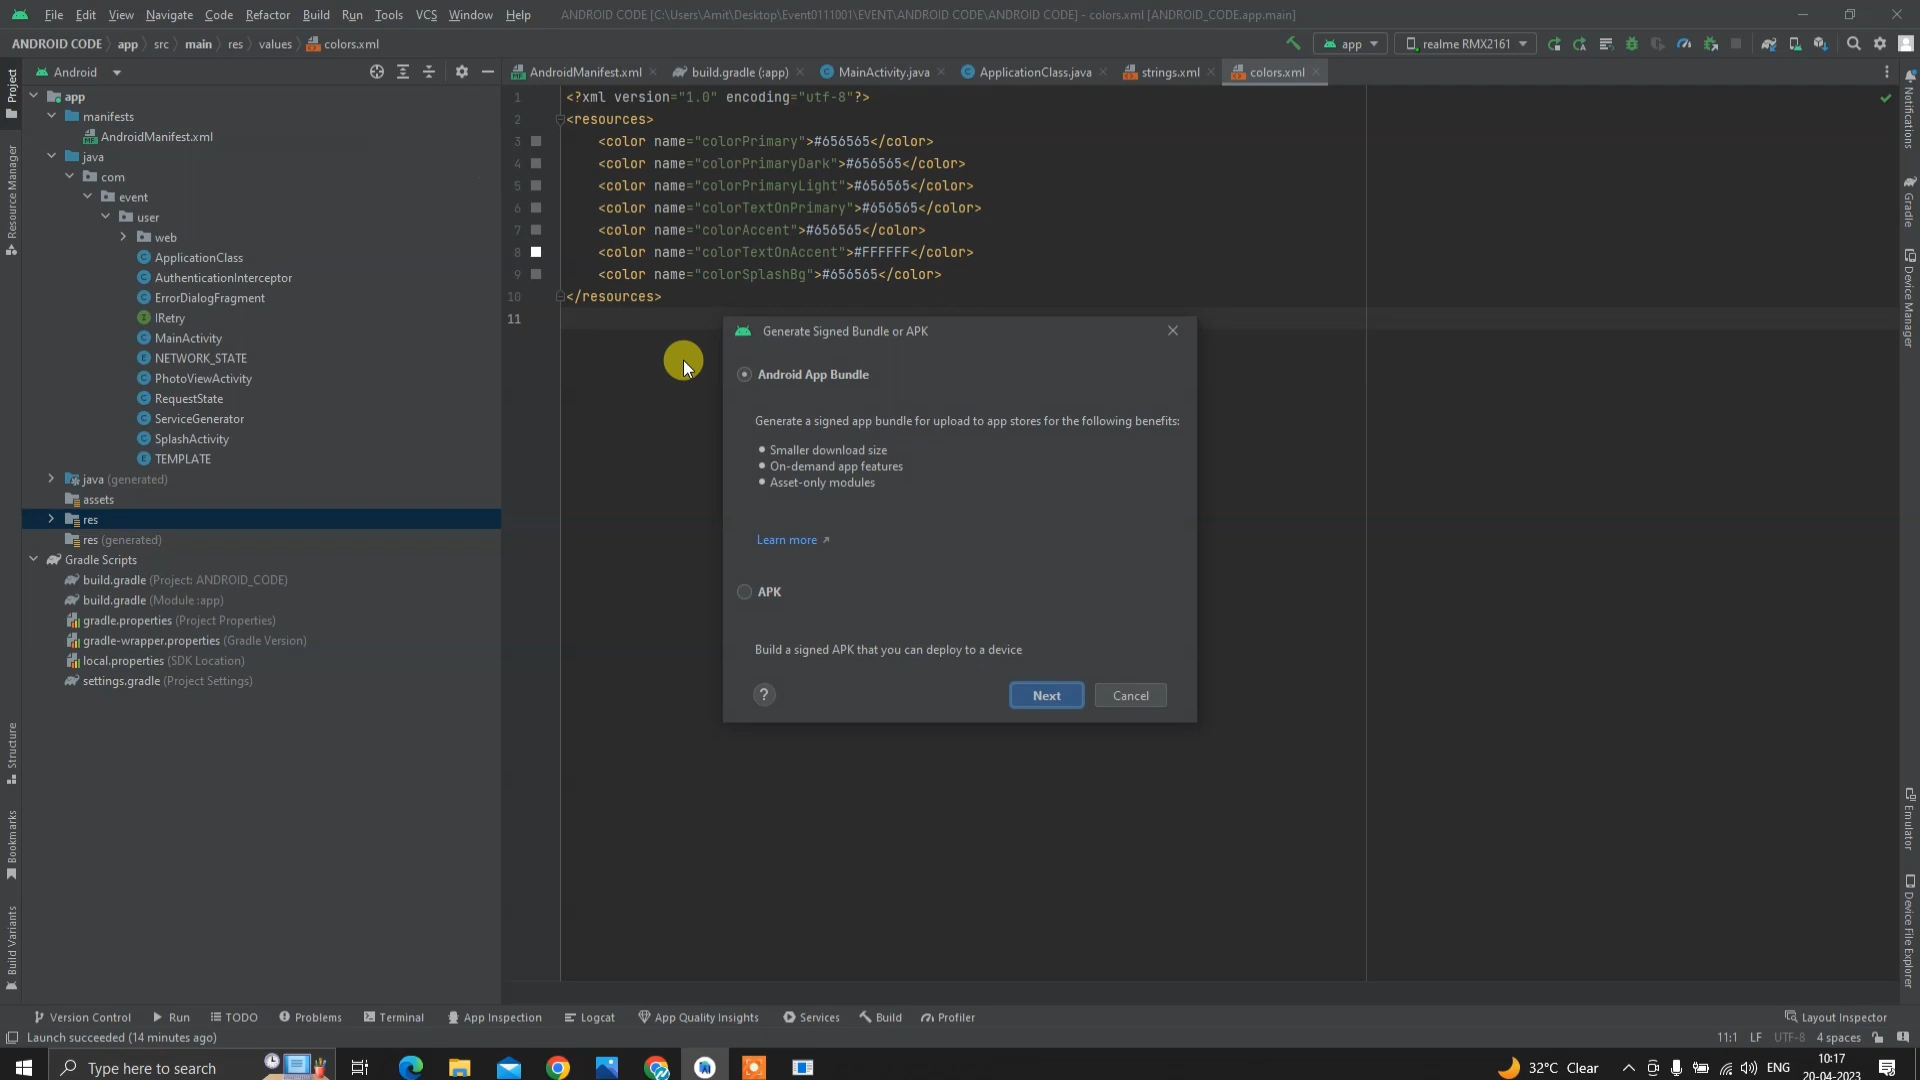 File Edit View Navigate Code Refactor Build Run Tools VCS Window Help ANDROID CODE [C:\Users\Amit\Desktop\Event0111001\EVENT\ANDROID CODE\ANDROID CODE] - colors.xml [ANDROID_CODE.app.main]
ANDROID CODE app src main res values colors.xml
app realme RMX2161
Project
Resource Manager
Structure
Bookmarks
Build Variants
Android
app
manifests
AndroidManifest.xml
java
com
event
user
web
ApplicationClass
AuthenticationInterceptor
ErrorDialogFragment
IRetry
MainActivity
NETWORK_STATE
PhotoViewActivity
RequestState
ServiceGenerator
SplashActivity
TEMPLATE
java (generated)
assets
res
res (generated)
Gradle Scripts
build.gradle (Project: ANDROID_CODE)
build.gradle (Module :app)
gradle.properties (Project Properties)
gradle-wrapper.properties (Gradle Version)
local.properties (SDK Location)
settings.gradle (Project Settings)
AndroidManifest.xml build.gradle (:app) MainActivity.java ApplicationClass.java strings.xml colors.xml
1 <?xml version="1.0" encoding="utf-8"?>
2 <resources>
3 <color name="colorPrimary">#656565</color>
4 <color name="colorPrimaryDark">#656565</color>
5 <color name="colorPrimaryLight">#656565</color>
6 <color name="colorTextOnPrimary">#656565</color>
7 <color name="colorAccent">#656565</color>
8 <color name="colorTextOnAccent">#FFFFFF</color>
9 <color name="colorSplashBg">#656565</color>
10 </resources>
11
Generate Signed Bundle or APK
Android App Bundle
Generate a signed app bundle for upload to app stores for the following benefits:
• Smaller download size
• On-demand app features
• Asset-only modules
Learn more ↗
APK
Build a signed APK that you can deploy to a device
? Next Cancel
Notifications
Gradle
Device Manager
Emulator
Device File Explorer
Version Control Run TODO Problems Terminal App Inspection Logcat App Quality Insights Services Build Profiler Layout Inspector
Launch succeeded (14 minutes ago) 11:1 LF UTF-8 4 spaces
Type here to search 32°C Clear ENG 10:17
20-04-2023